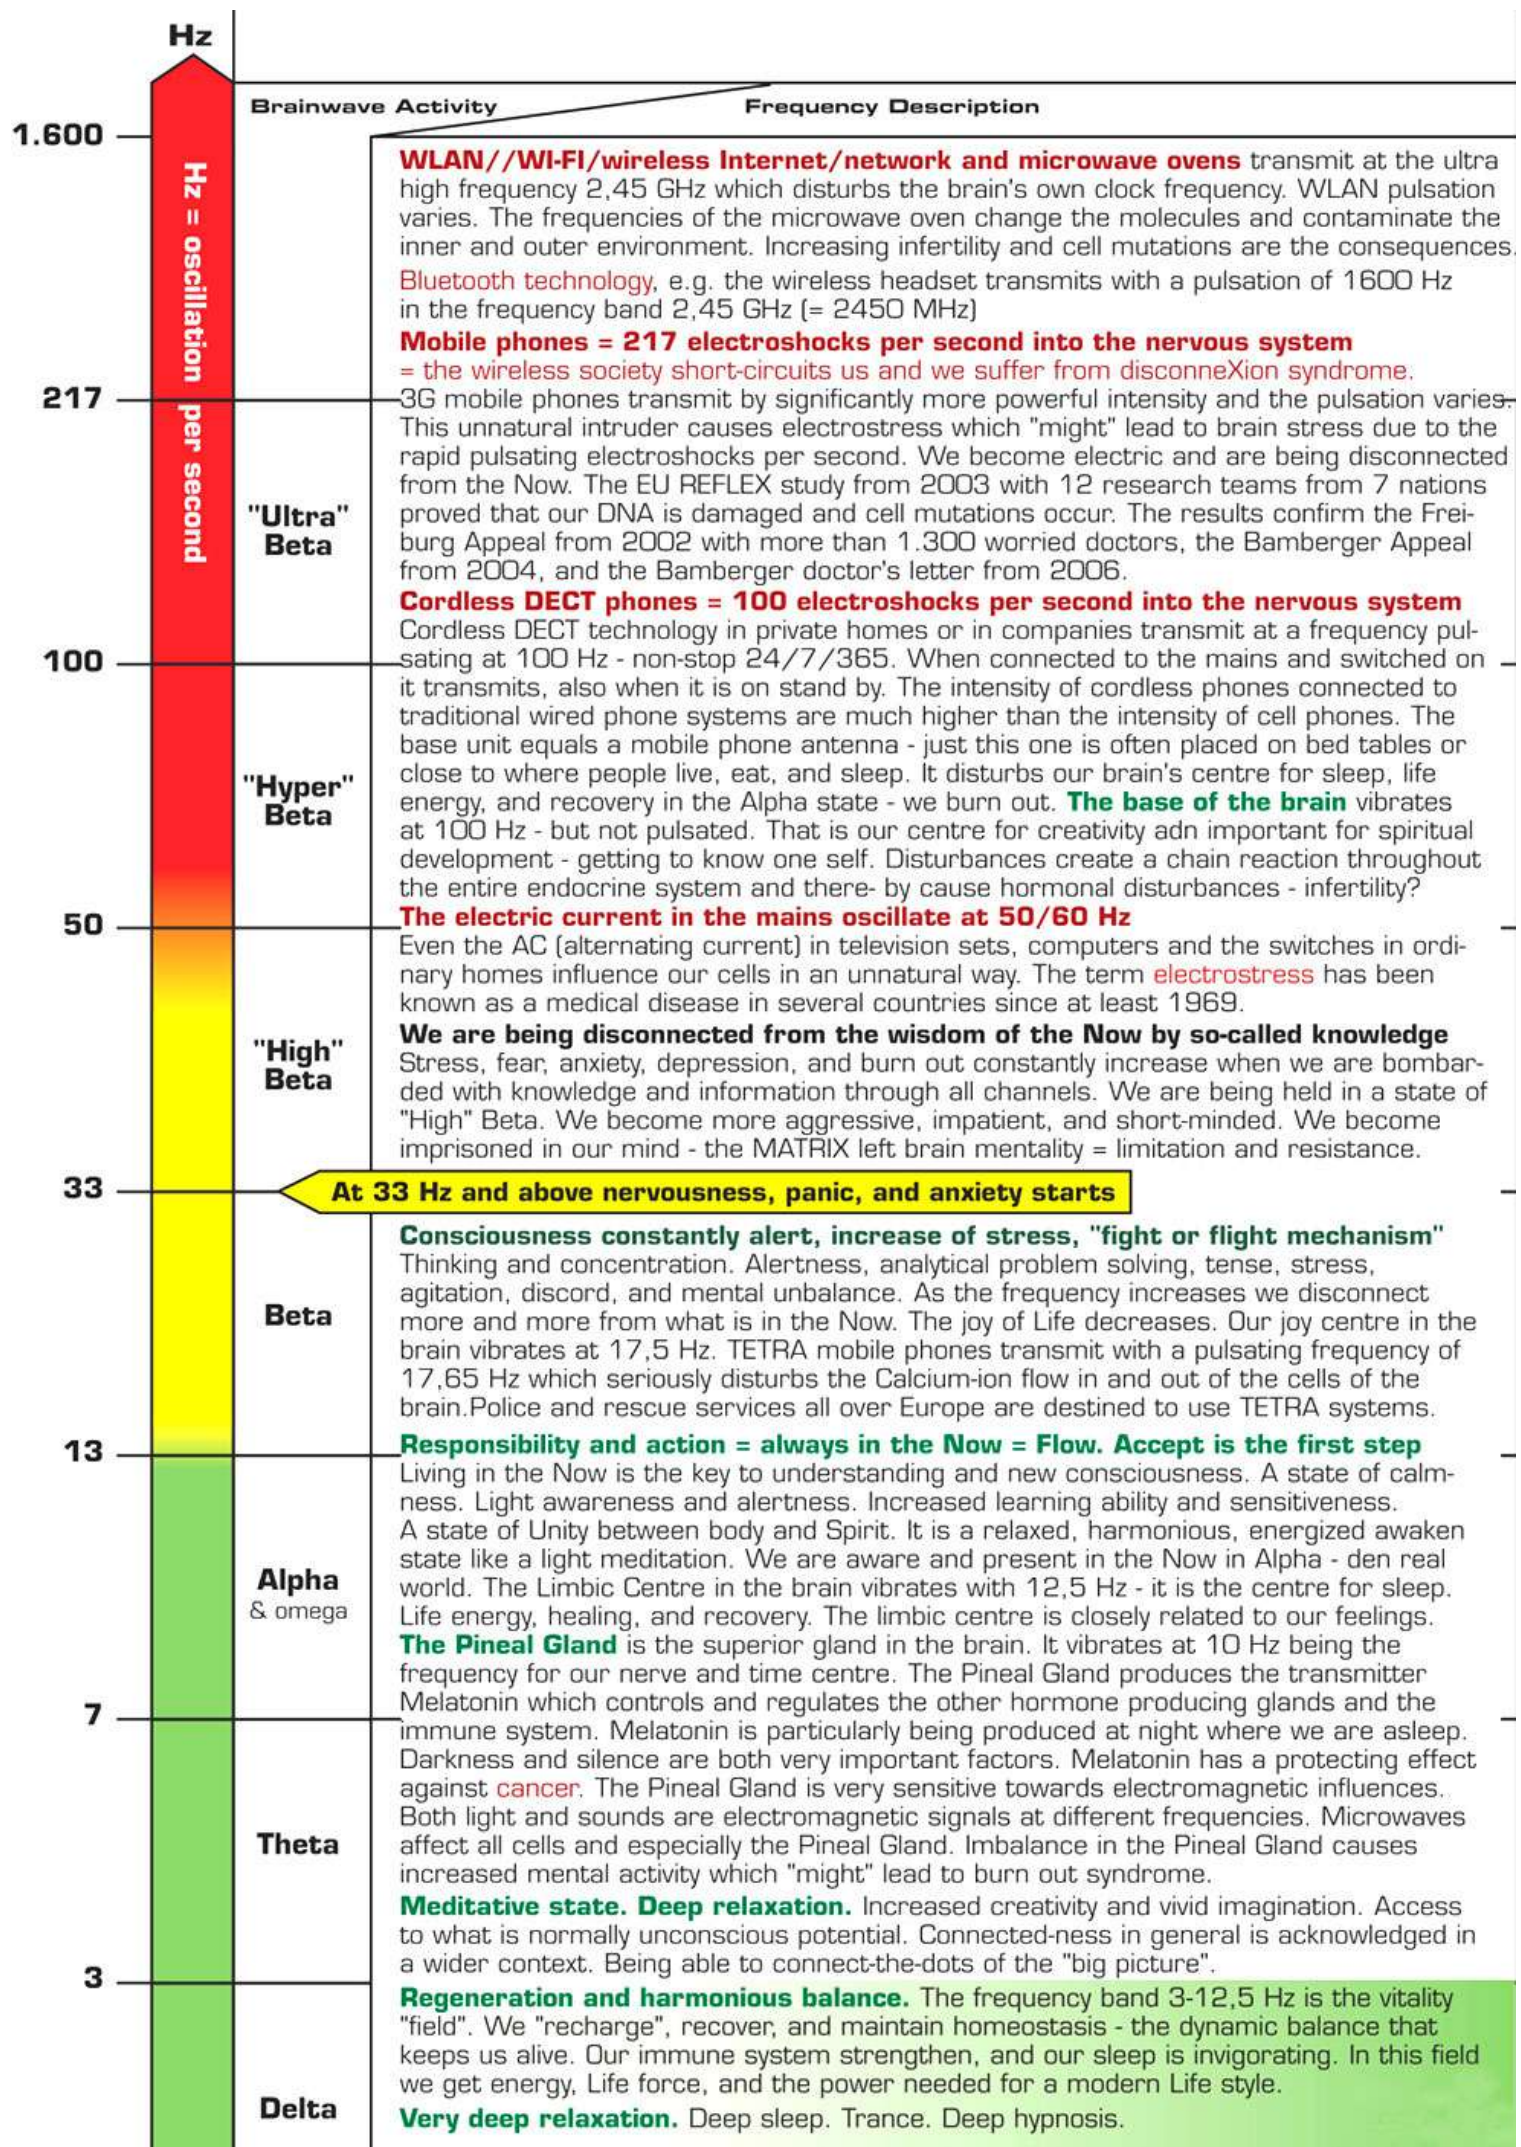 Hz
Brainwave Activity
Frequency Description
1.600
Hz = oscillation per second
WLAN//WI-FI/wireless Internet/network and microwave ovens transmit at the ultra
high frequency 2,45 GHz which disturbs the brain's own clock frequency. WLAN pulsation
varies. The frequencies of the microwave oven change the molecules and contaminate the
inner and outer environment. Increasing infertility and cell mutations are the consequences.
Bluetooth technology, e.g. the wireless headset transmits with a pulsation of 1600 Hz
in the frequency band 2,45 GHz (= 2450 MHz)
Mobile phones = 217 electroshocks per second into the nervous system
= the wireless society short-circuits us and we suffer from disconneXion syndrome.
217
3G mobile phones transmit by significantly more powerful intensity and the pulsation varies.
This unnatural intruder causes electrostress which "might" lead to brain stress due to the
rapid pulsating electroshocks per second. We become electric and are being disconnected
from the Now. The EU REFLEX study from 2003 with 12 research teams from 7 nations
"Ultra"
Beta
proved that our DNA is damaged and cell mutations occur. The results confirm the Frei-
burg Appeal from 2002 with more than 1.300 worried doctors, the Bamberger Appeal
from 2004, and the Bamberger doctor's letter from 2006.
Cordless DECT phones = 100 electroshocks per second into the nervous system
Cordless DECT technology in private homes or in companies transmit at a frequency pul-
100
sating at 100 Hz - non-stop 24/7/365. When connected to the mains and switched on
it transmits, also when it is on stand by. The intensity of cordless phones connected to
traditional wired phone systems are much higher than the intensity of cell phones. The
base unit equals a mobile phone antenna - just this one is often placed on bed tables or
"Hyper"
Beta
close to where people live, eat, and sleep. It disturbs our brain's centre for sleep, life
energy, and recovery in the Alpha state - we burn out. The base of the brain vibrates
at 100 Hz - but not pulsated. That is our centre for creativity adn important for spiritual
development - getting to know one self. Disturbances create a chain reaction throughout
the entire endocrine system and there- by cause hormonal disturbances - infertility?
50
The electric current in the mains oscillate at 50/60 Hz
Even the AC (alternating current) in television sets, computers and the switches in ordi-
nary homes influence our cells in an unnatural way. The term electrostress has been
known as a medical disease in several countries since at least 1969.
"High"
Beta
We are being disconnected from the wisdom of the Now by so-called knowledge
Stress, fear, anxiety, depression, and burn out constantly increase when we are bombar-
ded with knowledge and information through all channels. We are being held in a state of
"High" Beta. We become more aggressive, impatient, and short-minded. We become
imprisoned in our mind - the MATRIX left brain mentality = limitation and resistance.
33
At 33 Hz and above nervousness, panic, and anxiety starts
Consciousness constantly alert, increase of stress, "fight or flight mechanism"
Thinking and concentration. Alertness, analytical problem solving, tense, stress,
agitation, discord, and mental unbalance. As the frequency increases we disconnect
Beta
more and more from what is in the Now. The joy of Life decreases. Our joy centre in the
brain vibrates at 17,5 Hz. TETRA mobile phones transmit with a pulsating frequency of
17,65 Hz which seriously disturbs the Calcium-ion flow in and out of the cells of the
brain.Police and rescue services all over Europe are destined to use TETRA systems.
13
Responsibility and action = always in the Now = Flow. Accept is the first step
Living in the Now is the key to understanding and new consciousness. A state of calm-
ness. Light awareness and alertness. Increased learning ability and sensitiveness.
A state of Unity between body and Spirit. It is a relaxed, harmonious, energized awaken
state like a light meditation. We are aware and present in the Now in Alpha - den real
Alpha
& omega
world. The Limbic Centre in the brain vibrates with 12,5 Hz - it is the centre for sleep.
Life energy, healing, and recovery. The limbic centre is closely related to our feelings.
The Pineal Gland is the superior gland in the brain. It vibrates at 10 Hz being the
frequency for our nerve and time centre. The Pineal Gland produces the transmitter
7
Melatonin which controls and regulates the other hormone producing glands and the
immune system. Melatonin is particularly being produced at night where we are asleep.
Darkness and silence are both very important factors. Melatonin has a protecting effect
against cancer. The Pineal Gland is very sensitive towards electromagnetic influences.
Both light and sounds are electromagnetic signals at different frequencies. Microwaves
Theta
affect all cells and especially the Pineal Gland. Imbalance in the Pineal Gland causes
increased mental activity which "might" lead to burn out syndrome.
Meditative state. Deep relaxation. Increased creativity and vivid imagination. Access
to what is normally unconscious potential. Connected-ness in general is acknowledged in
a wider context. Being able to connect-the-dots of the "big picture".
3
Regeneration and harmonious balance. The frequency band 3-12,5 Hz is the vitality
"field". We "recharge", recover, and maintain homeostasis - the dynamic balance that
keeps us alive. Our immune system strengthen, and our sleep is invigorating. In this field
we get energy, Life force, and the power needed for a modern Life style.
Delta
Very deep relaxation. Deep sleep. Trance. Deep hypnosis.